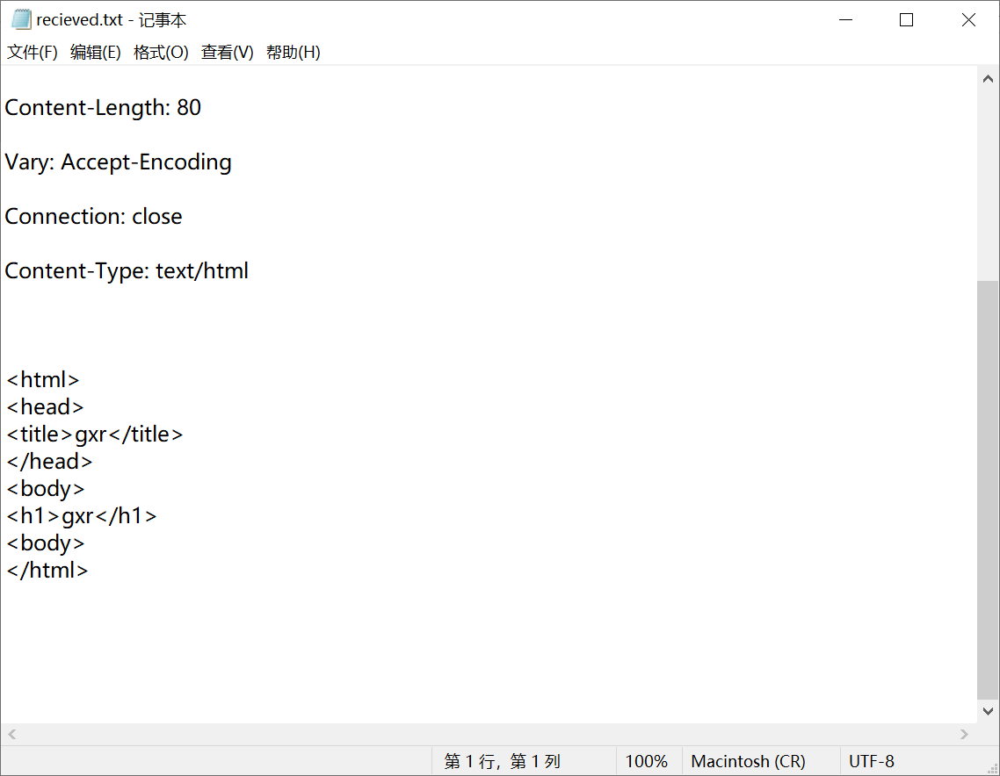 recieved.txt - 记事本
文件(F) 编辑(E) 格式(O) 查看(V) 帮助(H)
Content-Length: 80
Vary: Accept-Encoding
Connection: close
Content-Type: text/html
<html>
<head>
<title>gxr</title>
</head>
<body>
<h1>gxr</h1>
<body>
</html>
第 1 行，第 1 列 100% Macintosh (CR) UTF-8